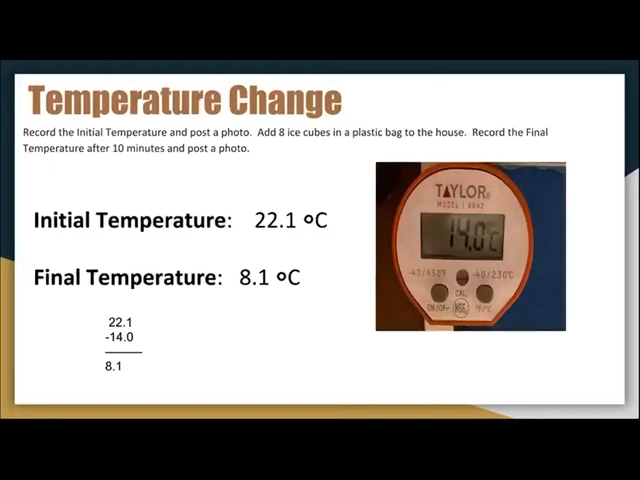 Temperature Change
Record the Initial Temperature and post a photo. Add 8 ice cubes in a plastic bag to the house. Record the Final
Temperature after 10 minutes and post a photo.
Initial Temperature: 22.1 ºC
Final Temperature: 8.1 ºC
22.1
-14.0
8.1
TAYLOR®
MODEL 9842
14.0°C
-40/450°F -40/230°C
CAL.
ON/OFF °F/°C
NSF